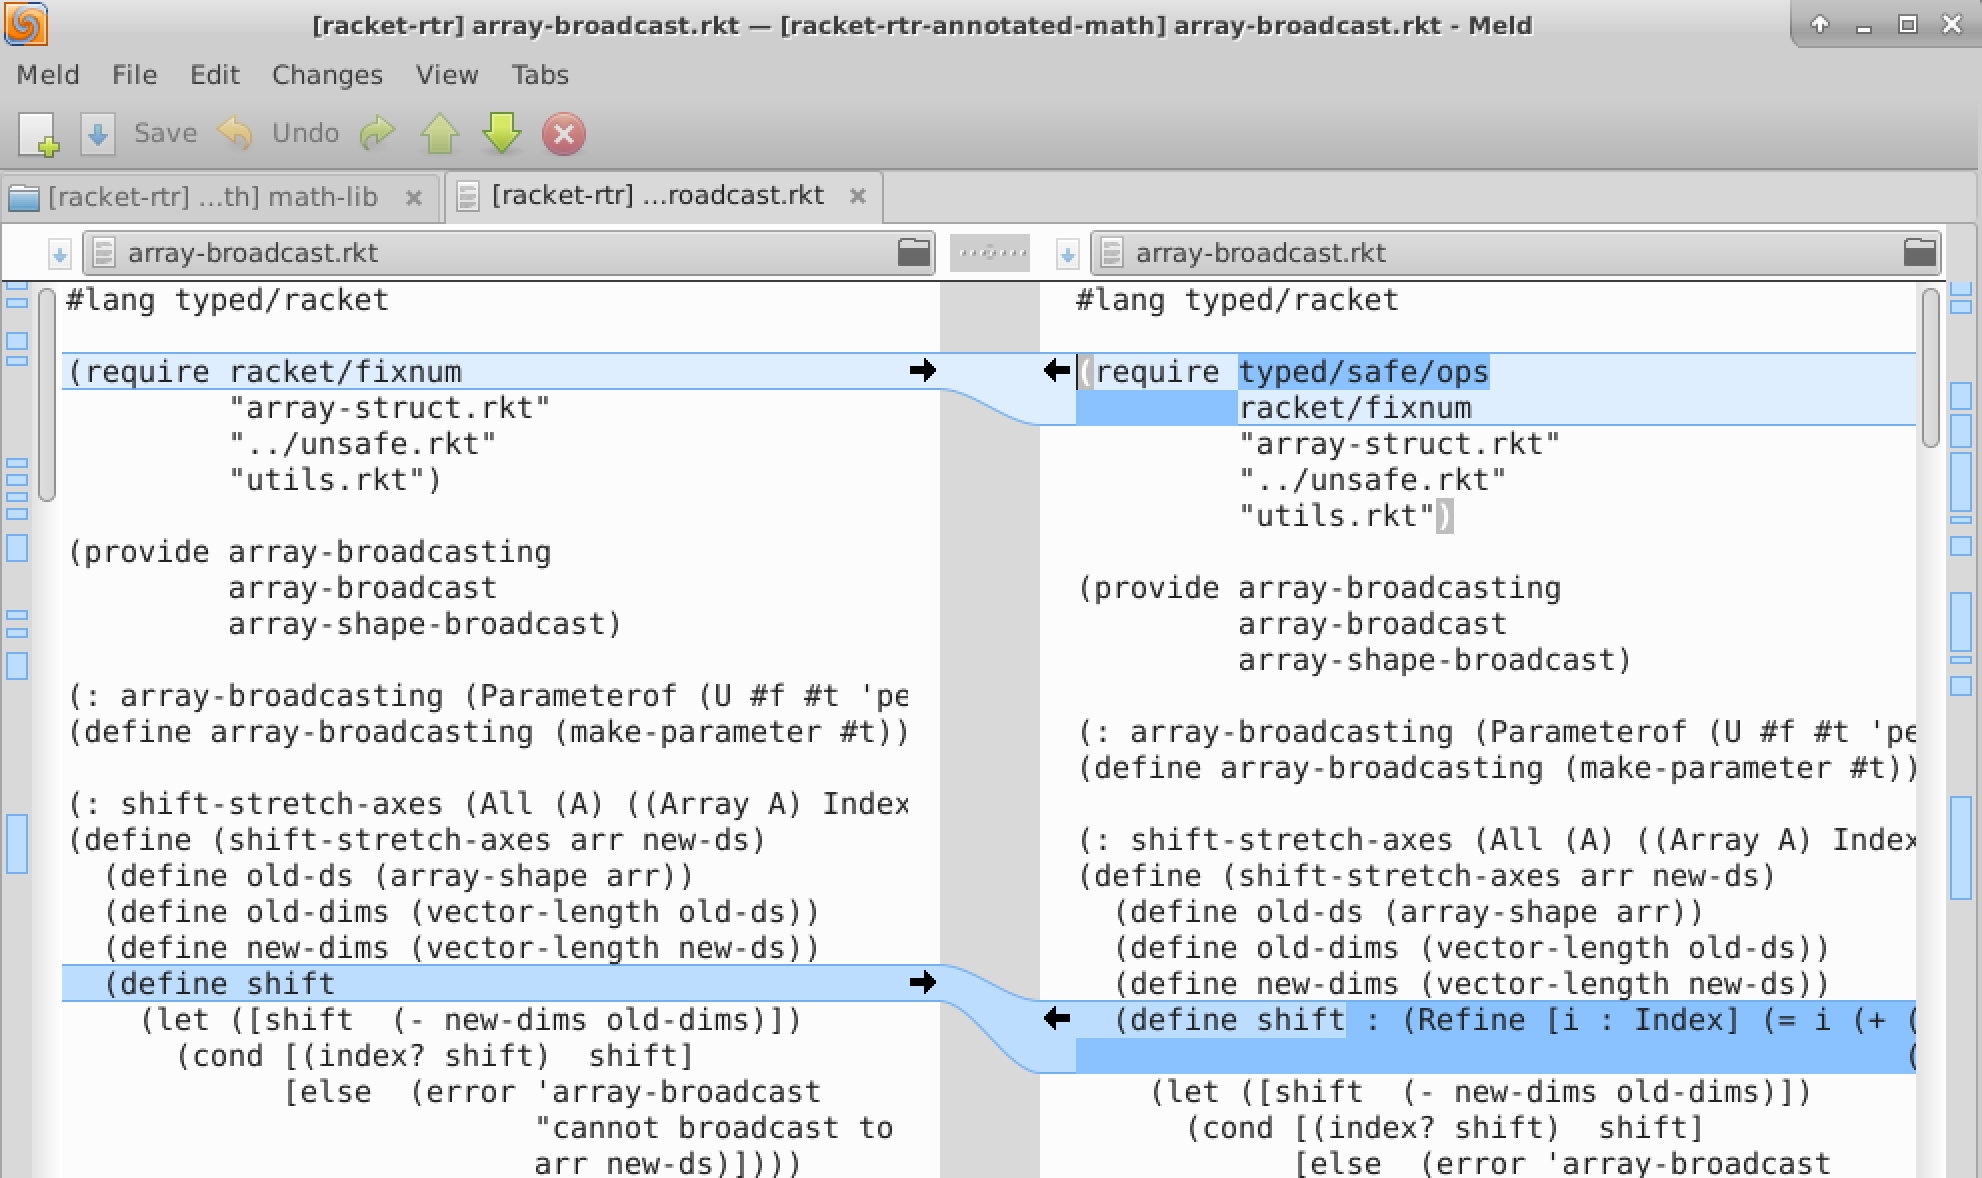 [racket-rtr] array-broadcast.rkt — [racket-rtr-annotated-math] array-broadcast.rkt - Meld
Meld File Edit Changes View Tabs
Save Undo
[racket-rtr] ...th] math-lib
[racket-rtr] ...roadcast.rkt
array-broadcast.rkt
#lang typed/racket
(require racket/fixnum
"array-struct.rkt"
"../unsafe.rkt"
"utils.rkt")
(provide array-broadcasting
array-broadcast
array-shape-broadcast)
(: array-broadcasting (Parameterof (U #f #t 'pe
(define array-broadcasting (make-parameter #t))
(: shift-stretch-axes (All (A) ((Array A) Index
(define (shift-stretch-axes arr new-ds)
(define old-ds (array-shape arr))
(define old-dims (vector-length old-ds))
(define new-dims (vector-length new-ds))
(define shift
(let ([shift  (- new-dims old-dims)])
(cond [(index? shift)  shift]
[else  (error 'array-broadcast
"cannot broadcast to
arr new-ds)])))
array-broadcast.rkt
#lang typed/racket
(require typed/safe/ops
racket/fixnum
"array-struct.rkt"
"../unsafe.rkt"
"utils.rkt")
(provide array-broadcasting
array-broadcast
array-shape-broadcast)
(: array-broadcasting (Parameterof (U #f #t 'pe
(define array-broadcasting (make-parameter #t))
(: shift-stretch-axes (All (A) ((Array A) Index
(define (shift-stretch-axes arr new-ds)
(define old-ds (array-shape arr))
(define old-dims (vector-length old-ds))
(define new-dims (vector-length new-ds))
(define shift : (Refine [i : Index] (= i (+ (
(
(let ([shift  (- new-dims old-dims)])
(cond [(index? shift)  shift]
[else  (error 'array-broadcast